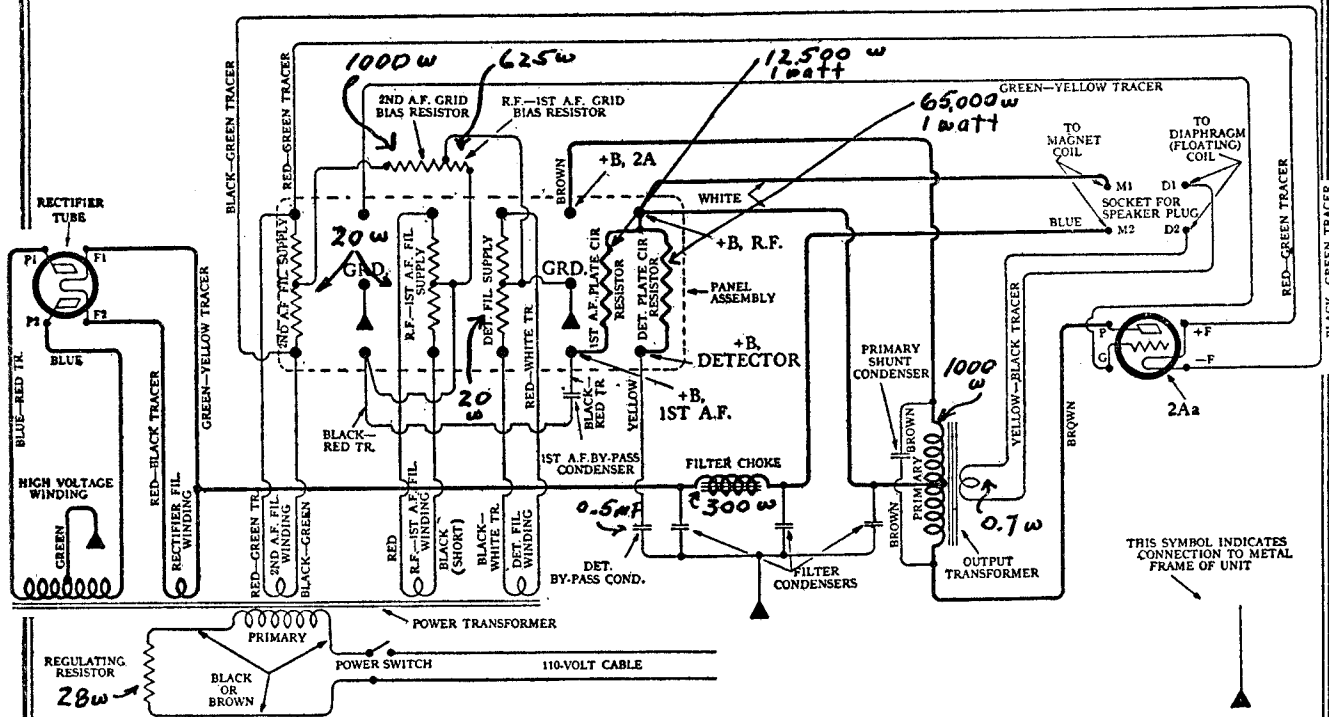 BLACK—GREEN TRACER
RED—GREEN TRACER
1000 ω
625 ω
12,500 ω
1 watt
GREEN—YELLOW TRACER
65,000 ω
1 watt
2ND A.F. GRID
BIAS RESISTOR
R.F.—1ST A.F. GRID
BIAS RESISTOR
TO
MAGNET
COIL
TO
DIAPHRAGM
(FLOATING)
COIL
BROWN
+B, 2A
WHITE
M1
D1
SOCKET FOR
SPEAKER PLUG
BLUE
M2
D2
RED—GREEN TRACER
BLACK—GREEN TRACER
RECTIFIER
TUBE
P1
F1
P2
F2
BLUE
2ND A.F. FIL SUPPLY
20 ω
GRD.
R.F.—1ST A.F. FIL
SUPPLY
DET. FIL SUPPLY
GRD.
1ST A.F. PLATE CIR
RESISTOR
DET. PLATE CIR
RESISTOR
+B, R.F.
PANEL
ASSEMBLY
+B,
DETECTOR
+B,
1ST A.F.
20
ω
BLUE—RED TR.
RED—BLACK TRACER
GREEN—YELLOW TRACER
BLACK—
RED TR.
RED—WHITE TR.
BLACK—
RED TR.
YELLOW
1ST A.F. BY-PASS
CONDENSER
PRIMARY
SHUNT
CONDENSER
1000
ω
YELLOW—BLACK TRACER
BROWN
P
+F
G
—F
2Aa
HIGH VOLTAGE
WINDING
GREEN
RECTIFIER FIL.
WINDING
RED—GREEN TR.
2ND A.F. FIL.
WINDING
BLACK—GREEN
RED
R.F.—1ST A.F. FIL
WINDING
BLACK
(SHORT)
BLACK—
WHITE TR.
DET. FIL
WINDING
FILTER CHOKE
300 ω
0.5 MF
DET.
BY-PASS COND.
FILTER
CONDENSERS
BROWN
PRIMARY
BROWN
0.7 ω
OUTPUT
TRANSFORMER
THIS SYMBOL INDICATES
CONNECTION TO METAL
FRAME OF UNIT
POWER TRANSFORMER
PRIMARY
POWER SWITCH
110-VOLT CABLE
REGULATING
RESISTOR
28 ω
BLACK
OR
BROWN